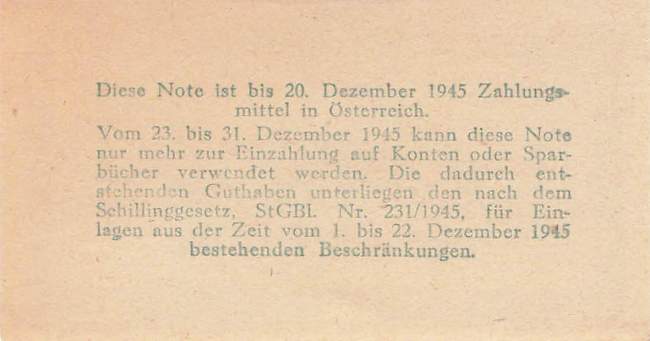 Diese Note ist bis 20. Dezember 1945 Zahlungs-
mittel in Österreich.
Vom 23. bis 31. Dezember 1945 kann diese Note
nur mehr zur Einzahlung auf Konten oder Spar-
bücher verwendet werden. Die dadurch ent-
stehenden Guthaben unterliegen den nach dem
Schillinggesetz, StGBl. Nr. 231/1945, für Ein-
lagen aus der Zeit vom 1. bis 22. Dezember 1945
bestehenden Beschränkungen.